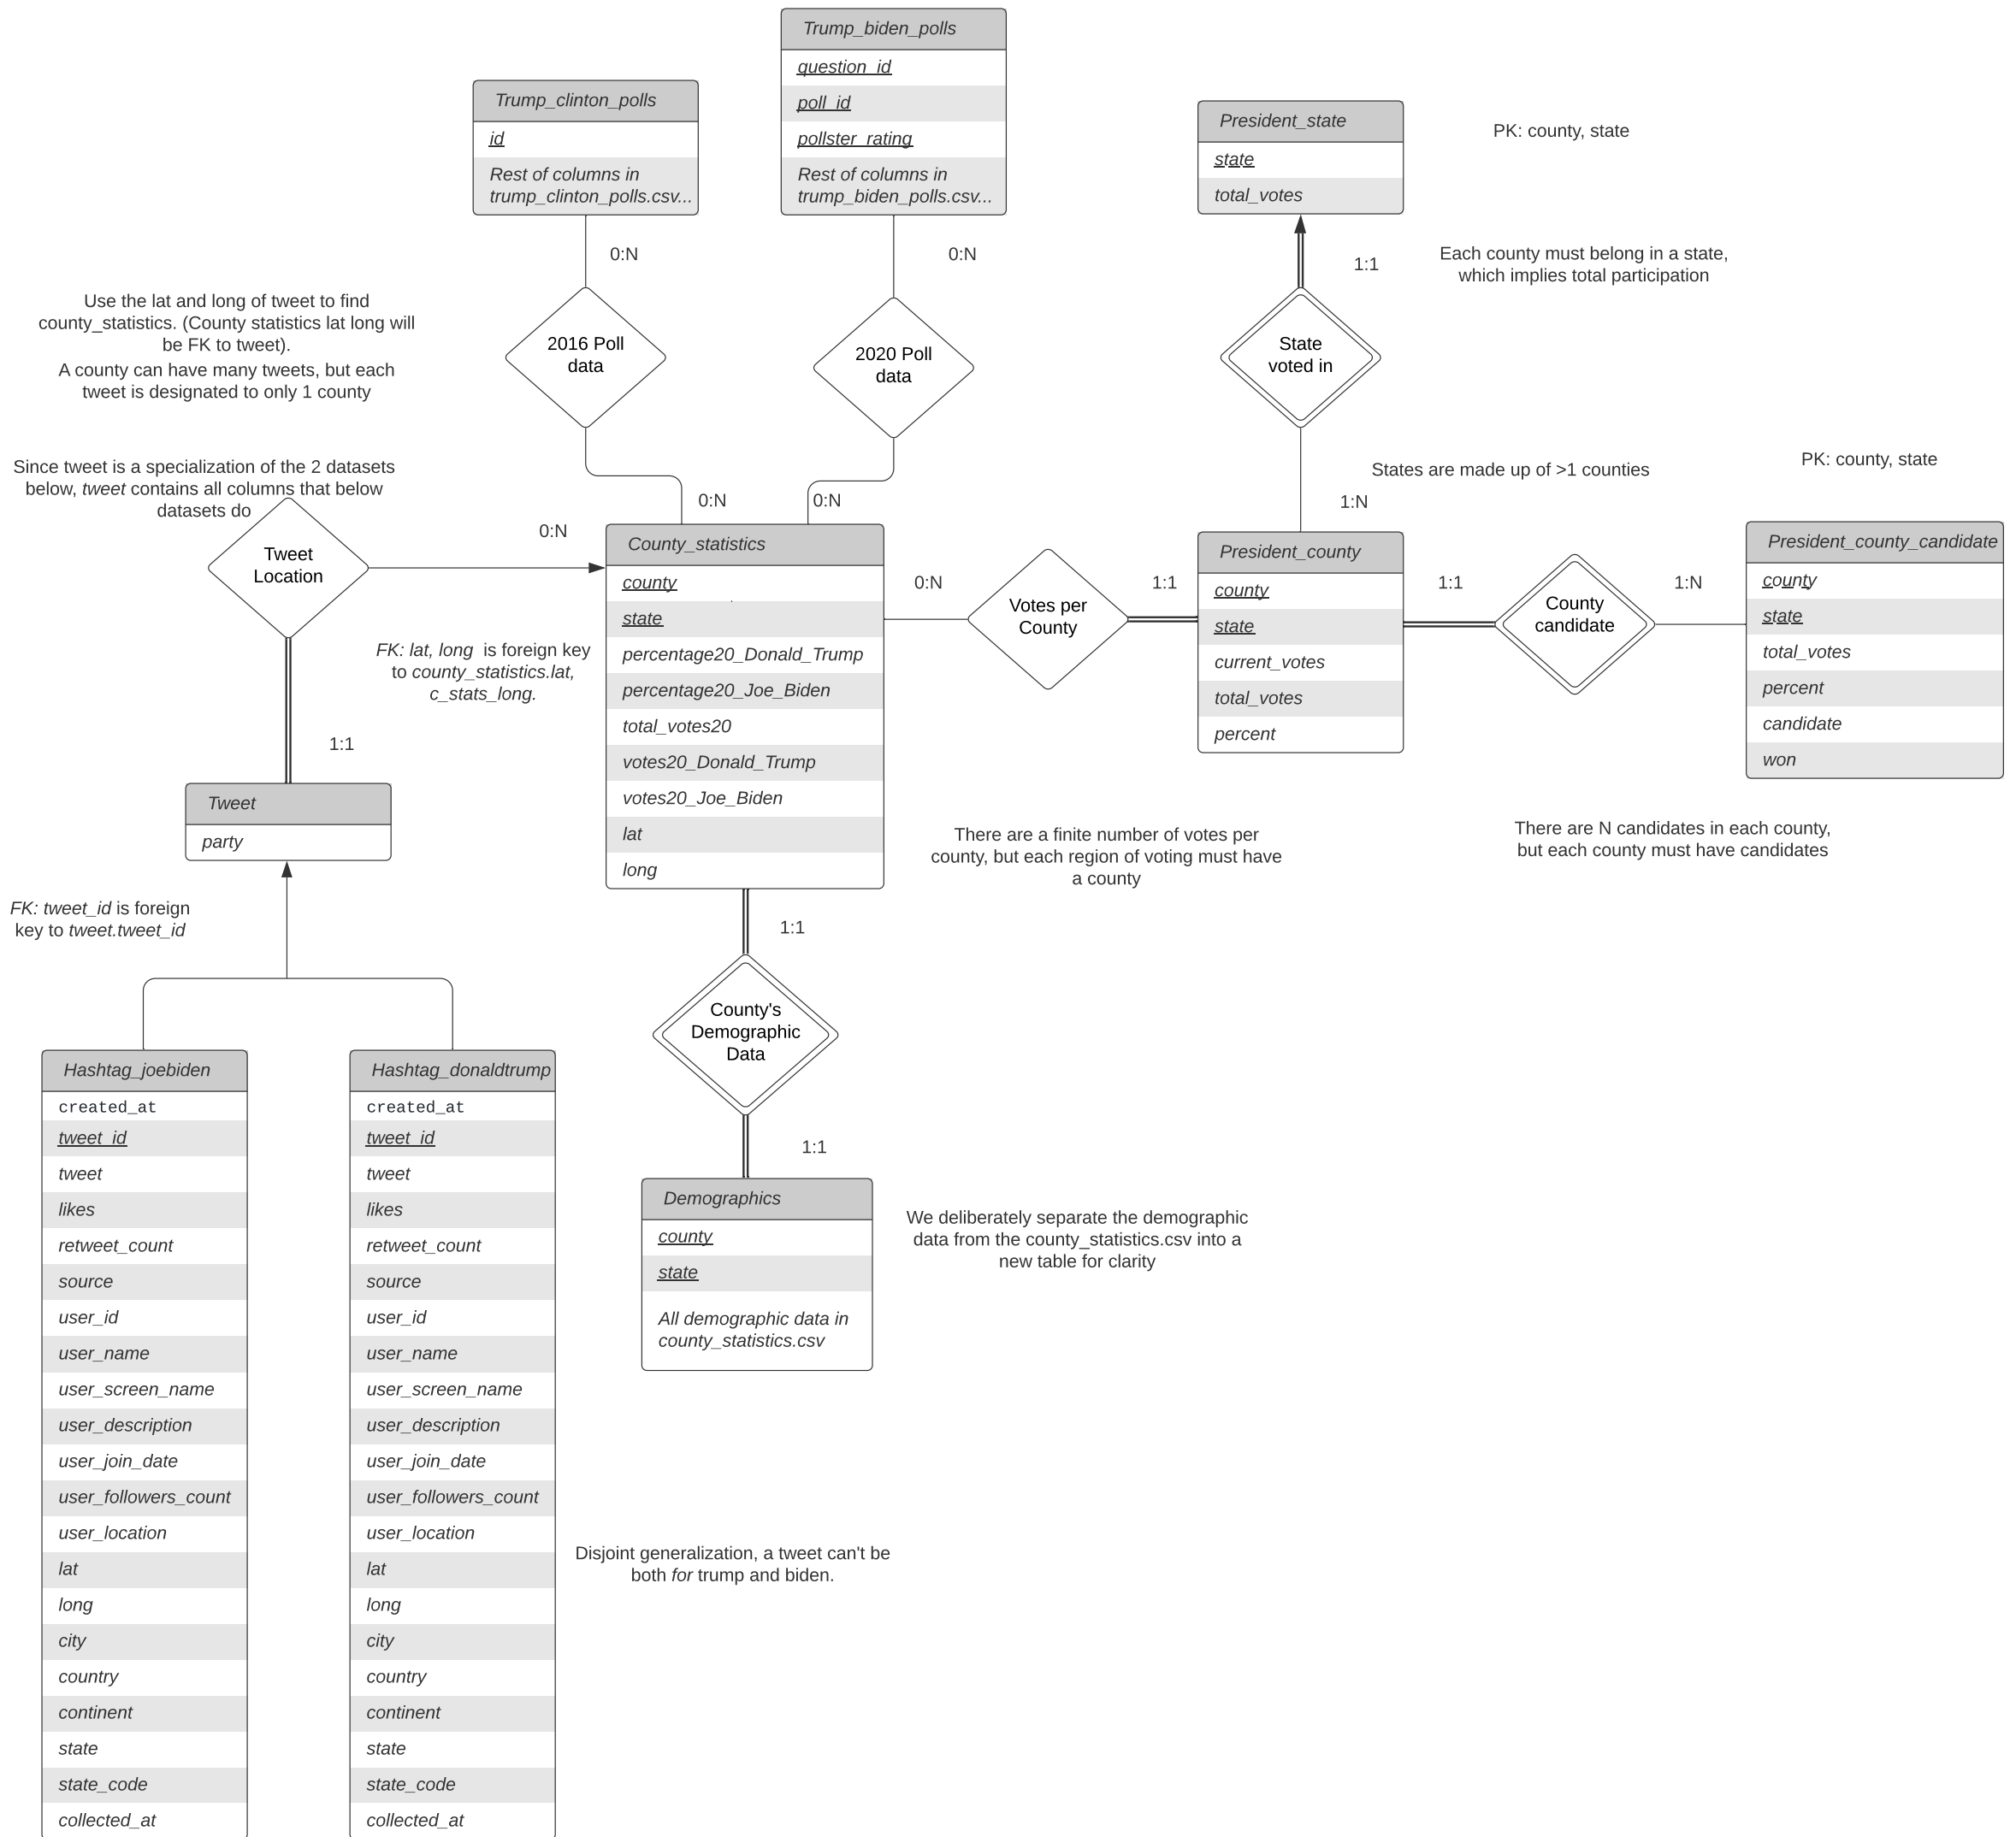 Trump_biden_polls
question_id
poll_id
pollster_rating
Rest of columns in
trump_biden_polls.csv...
Trump_clinton_polls
id
Rest of columns in
trump_clinton_polls.csv...
President_state
state
total_votes
PK: county, state
0:N
0:N
1:1
Each county must belong in a state,
which implies total participation
Use the lat and long of tweet to find
county_statistics. (County statistics lat long will
be FK to tweet).
A county can have many tweets, but each
tweet is designated to only 1 county
2016 Poll
data
2020 Poll
data
State
voted in
Since tweet is a specialization of the 2 datasets
below, tweet contains all columns that below
datasets do
States are made up of >1 counties
PK: county, state
0:N
0:N
0:N
1:N
Tweet
Location
County_statistics
county
state
percentage20_Donald_Trump
percentage20_Joe_Biden
total_votes20
votes20_Donald_Trump
votes20_Joe_Biden
lat
long
0:N
Votes per
County
1:1
President_county
county
state
current_votes
total_votes
percent
1:1
County
candidate
1:N
President_county_candidate
county
state
total_votes
percent
candidate
won
FK: lat, long is foreign key
to county_statistics.lat,
c_stats_long.
1:1
Tweet
party
There are a finite number of votes per
county, but each region of voting must have
a county
There are N candidates in each county,
but each county must have candidates
FK: tweet_id is foreign
key to tweet.tweet_id
1:1
County's
Demographic
Data
1:1
Demographics
county
state
All demographic data in
county_statistics.csv
We deliberately separate the demographic
data from the county_statistics.csv into a
new table for clarity
Hashtag_joebiden
created_at
tweet_id
tweet
likes
retweet_count
source
user_id
user_name
user_screen_name
user_description
user_join_date
user_followers_count
user_location
lat
long
city
country
continent
state
state_code
collected_at
Hashtag_donaldtrump
created_at
tweet_id
tweet
likes
retweet_count
source
user_id
user_name
user_screen_name
user_description
user_join_date
user_followers_count
user_location
lat
long
city
country
continent
state
state_code
collected_at
Disjoint generalization, a tweet can't be
both for trump and biden.